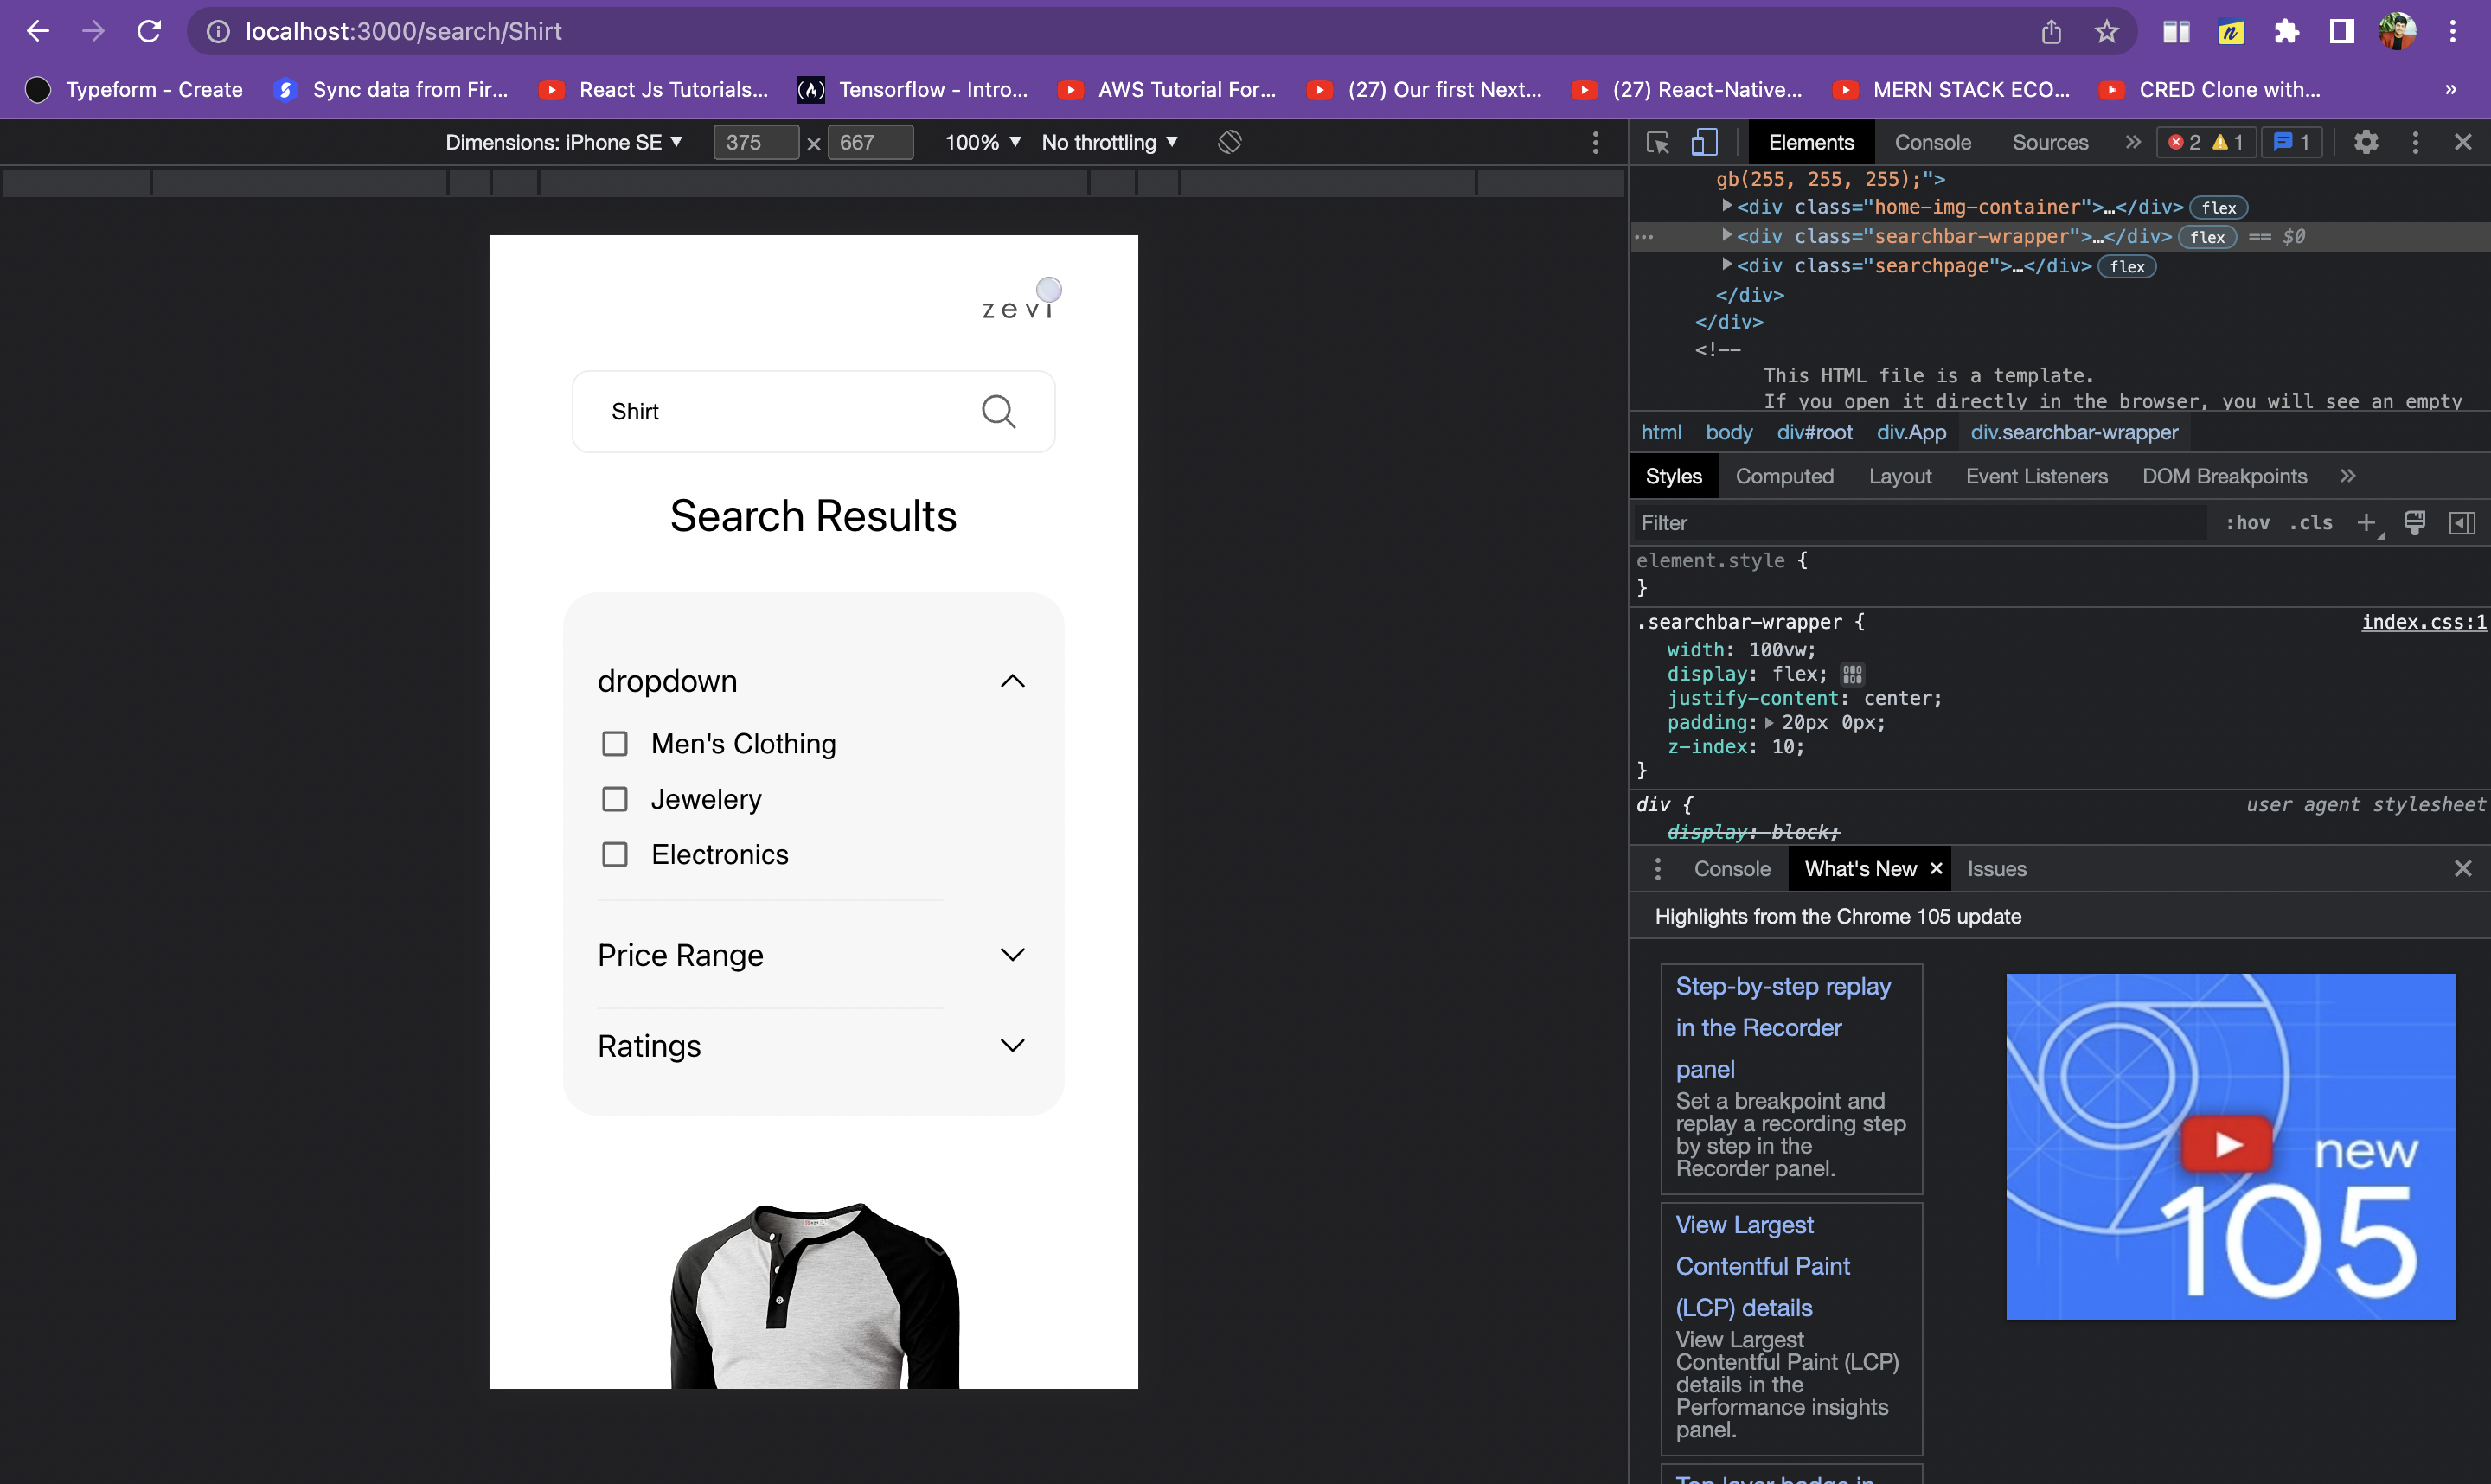 localhost:3000/search/Shirt
Typeform - Create
Sync data from Fir...
React Js Tutorials...
Tensorflow - Intro...
AWS Tutorial For...
(27) Our first Next...
(27) React-Native...
MERN STACK ECO...
CRED Clone with...
»
Dimensions: iPhone SE ▼ 375 × 667 100% ▼ No throttling ▼
Elements Console Sources » 2 1 1
zevi
Shirt
Search Results
dropdown
Men's Clothing
Jewelery
Electronics
Price Range
Ratings
gb(255, 255, 255);">
<div class="home-img-container">…</div> flex
<div class="searchbar-wrapper">…</div> flex == $0
<div class="searchpage">…</div> flex
</div>
</div>
<!--
This HTML file is a template.
If you open it directly in the browser, you will see an empty
html body div#root div.App div.searchbar-wrapper
Styles Computed Layout Event Listeners DOM Breakpoints »
Filter :hov .cls +
element.style {
}
.searchbar-wrapper { index.css:1
width: 100vw;
display: flex;
justify-content: center;
padding: 20px 0px;
z-index: 10;
}
div { user agent stylesheet
display: block;
Console What's New × Issues
Highlights from the Chrome 105 update
Step-by-step replay
in the Recorder
panel
Set a breakpoint and
replay a recording step
by step in the
Recorder panel.
View Largest
Contentful Paint
(LCP) details
View Largest
Contentful Paint (LCP)
details in the
Performance insights
panel.
new
105